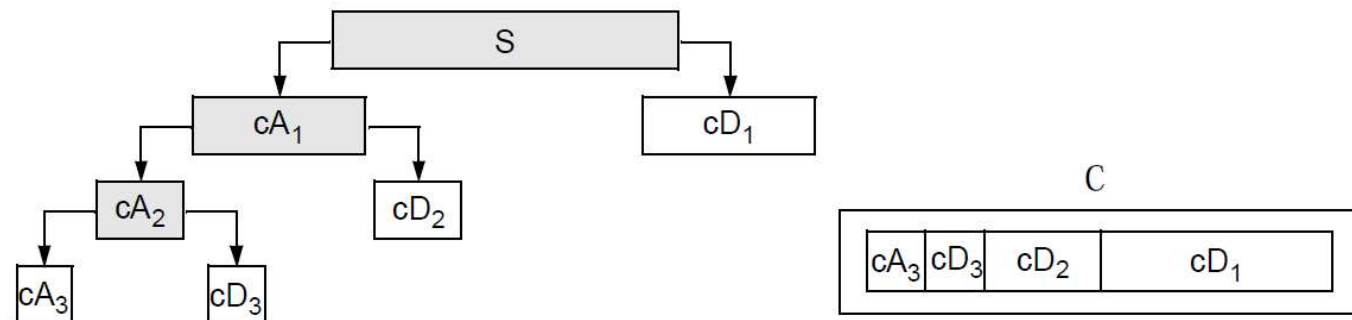 S
cA₁ cD₁
cA₂ cD₂
cA₃ cD₃
C
cA₃ cD₃ cD₂ cD₁